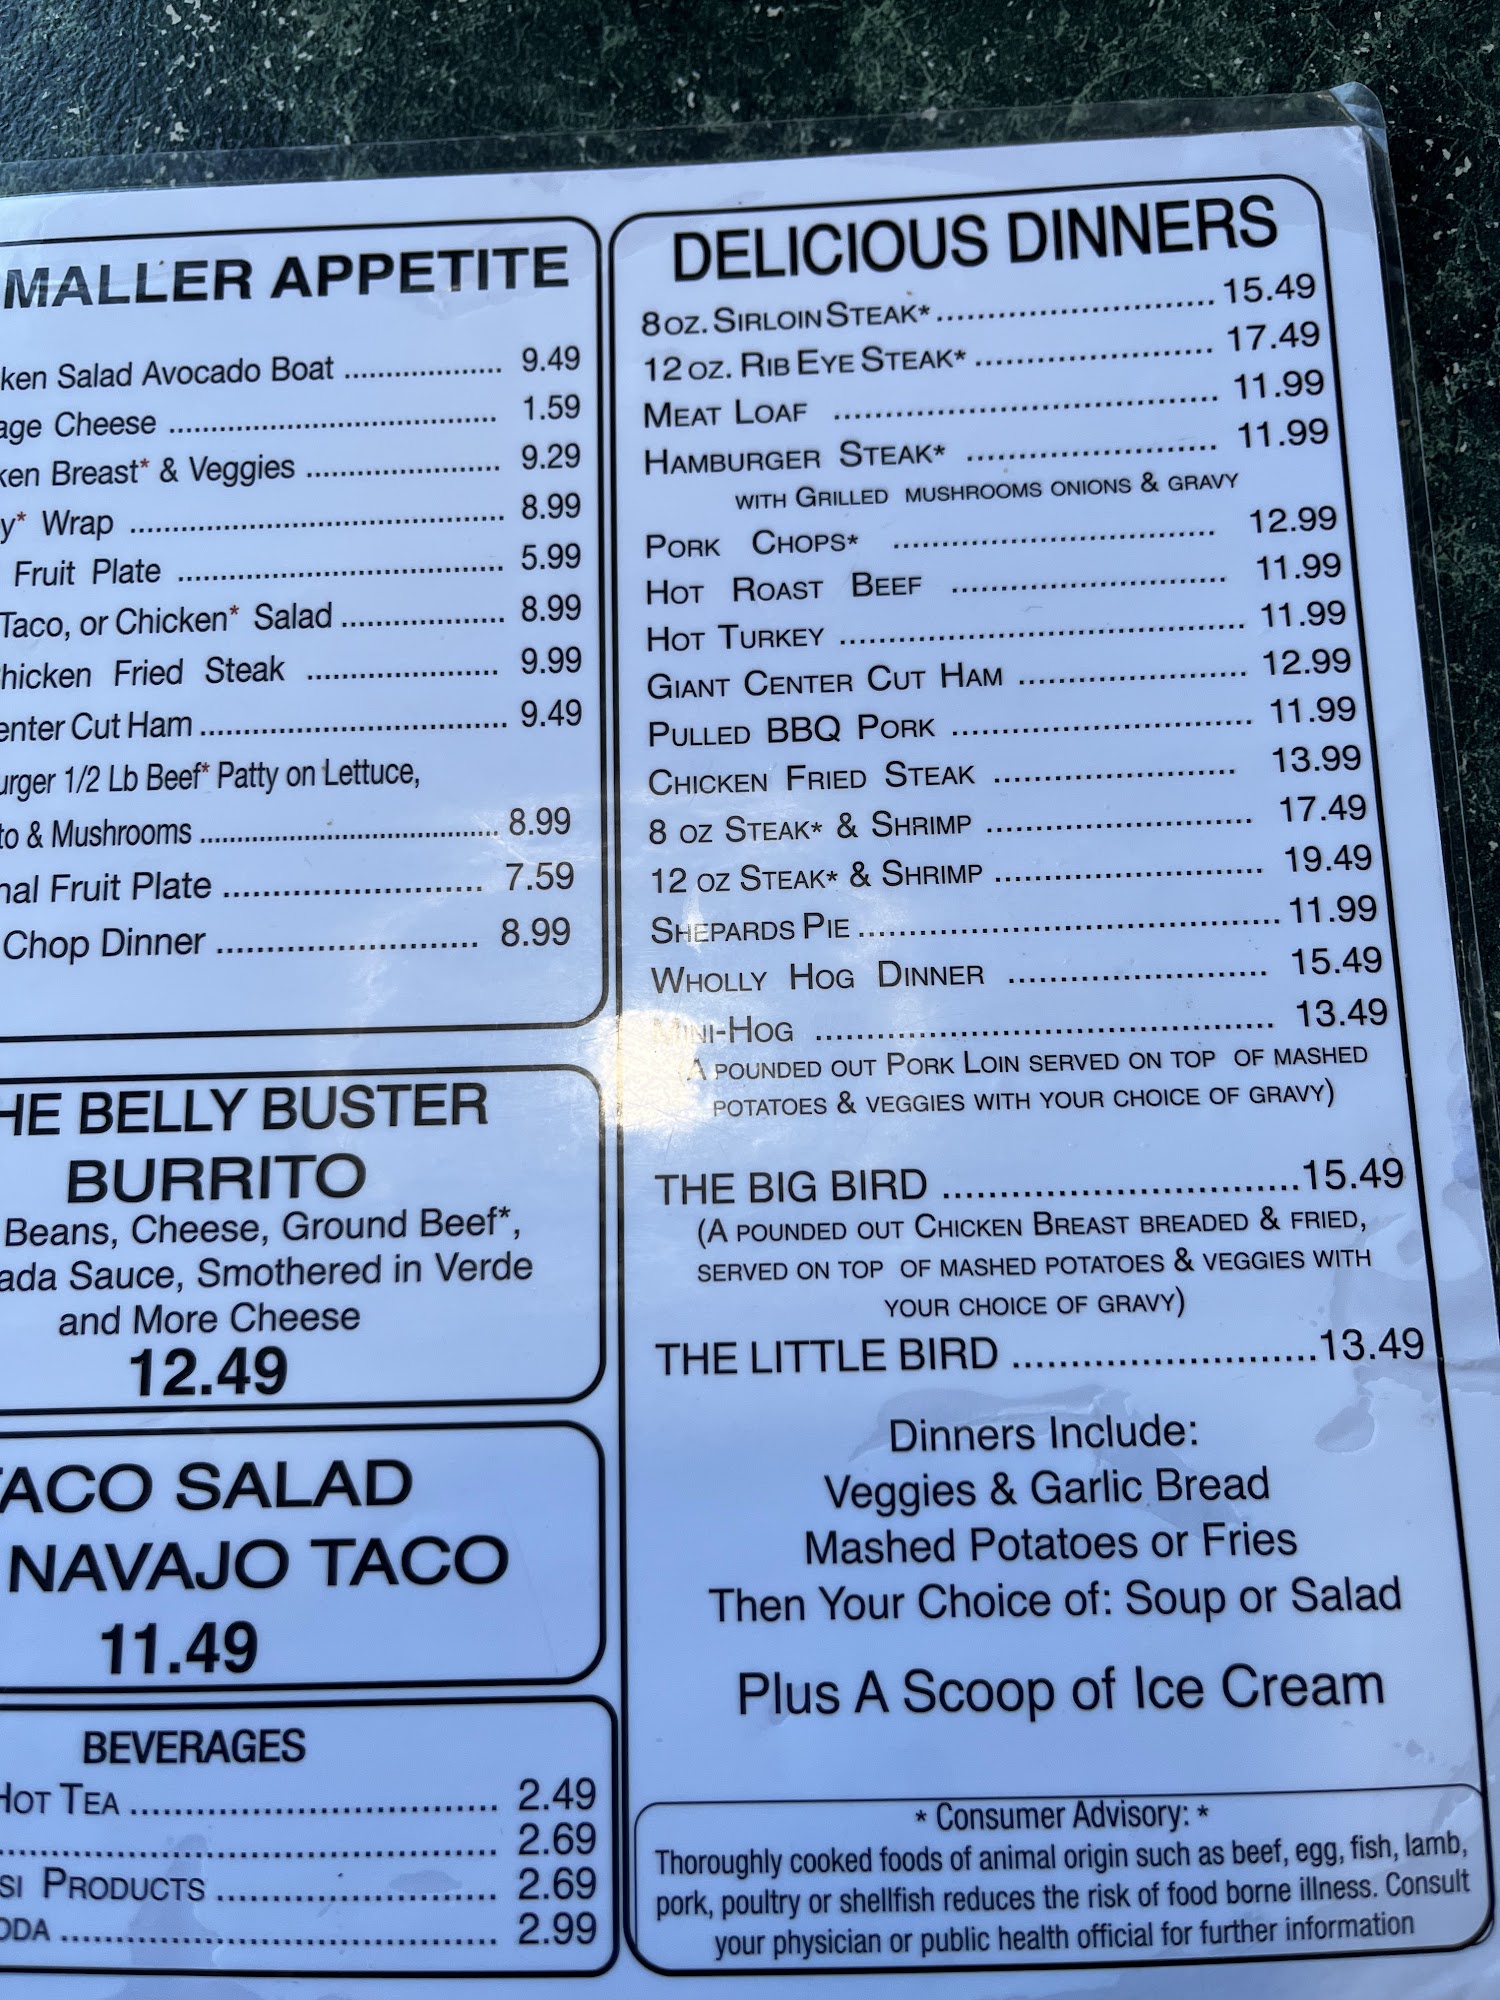 MALLER APPETITE
ken Salad Avocado Boat .................. 9.49
age Cheese ..................................... 1.59
ken Breast* & Veggies ...................... 9.29
y* Wrap .......................................... 8.99
Fruit Plate ..................................... 5.99
Taco, or Chicken* Salad .................. 8.99
hicken Fried Steak ..................... 9.99
enter Cut Ham .................................. 9.49
urger 1/2 Lb Beef* Patty on Lettuce,
to & Mushrooms ........................................ 8.99
nal Fruit Plate .......................... 7.59
Chop Dinner .......................... 8.99
HE BELLY BUSTER
BURRITO
Beans, Cheese, Ground Beef*,
ada Sauce, Smothered in Verde
and More Cheese
12.49
ACO SALAD
NAVAJO TACO
11.49
BEVERAGES
HOT TEA .................................. 2.49
.............................................. 2.69
SI PRODUCTS .......................... 2.69
ODA ........................................ 2.99
DELICIOUS DINNERS
8 OZ. SIRLOIN STEAK* ........................... 15.49
12 OZ. RIB EYE STEAK* ....................... 17.49
MEAT LOAF ..................................... 11.99
HAMBURGER STEAK* ........................ 11.99
WITH GRILLED MUSHROOMS ONIONS & GRAVY
PORK CHOPS* ............................... 12.99
HOT ROAST BEEF .......................... 11.99
HOT TURKEY ....................................... 11.99
GIANT CENTER CUT HAM ...................... 12.99
PULLED BBQ PORK ............................. 11.99
CHICKEN FRIED STEAK ....................... 13.99
8 OZ STEAK* & SHRIMP ......................... 17.49
12 OZ STEAK* & SHRIMP ......................... 19.49
SHEPARDS PIE ......................................... 11.99
WHOLLY HOG DINNER ......................... 15.49
MINI-HOG ............................................ 13.49
(A POUNDED OUT PORK LOIN SERVED ON TOP OF MASHED
POTATOES & VEGGIES WITH YOUR CHOICE OF GRAVY)
THE BIG BIRD ................................ 15.49
(A POUNDED OUT CHICKEN BREAST BREADED & FRIED,
SERVED ON TOP OF MASHED POTATOES & VEGGIES WITH
YOUR CHOICE OF GRAVY)
THE LITTLE BIRD ........................... 13.49
Dinners Include:
Veggies & Garlic Bread
Mashed Potatoes or Fries
Then Your Choice of: Soup or Salad
Plus A Scoop of Ice Cream
* Consumer Advisory: *
Thoroughly cooked foods of animal origin such as beef, egg, fish, lamb,
pork, poultry or shellfish reduces the risk of food borne illness. Consult
your physician or public health official for further information